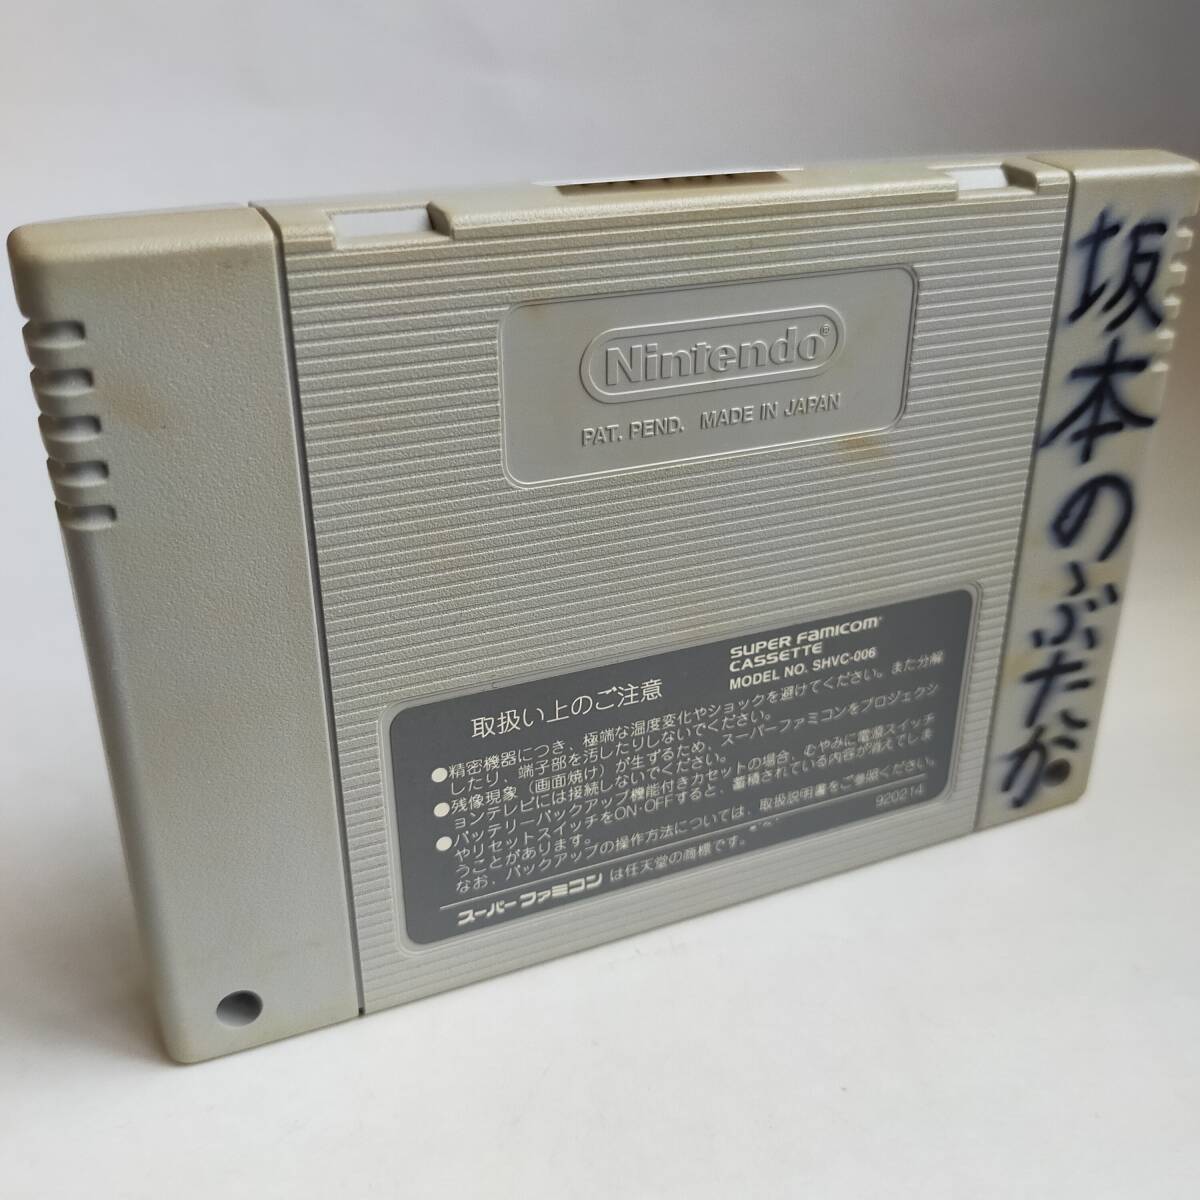 Nintendo®
PAT. PEND. MADE IN JAPAN
坂本のぶたか
SUPER FAMICOM
CASSETTE
MODEL NO. SHVC-006
取扱い上のご注意
●精密機器につき、極端な温度変化やショックを避けてください。また分解
したり、端子部を汚したりしないでください。
●残像現象（画面焼け）が生ずるため、スーパーファミコンをプロジェクシ
ョンテレビには接続しないでください。
●バッテリーバックアップ機能付きカセットの場合、むやみに電源スイッチ
やリセットスイッチをON・OFFすると、蓄積されている内容が消えてしま
うことがあります。
なお、バックアップの操作方法については、取扱説明書をご参照ください。
920214
スーパーファミコンは任天堂の商標です。